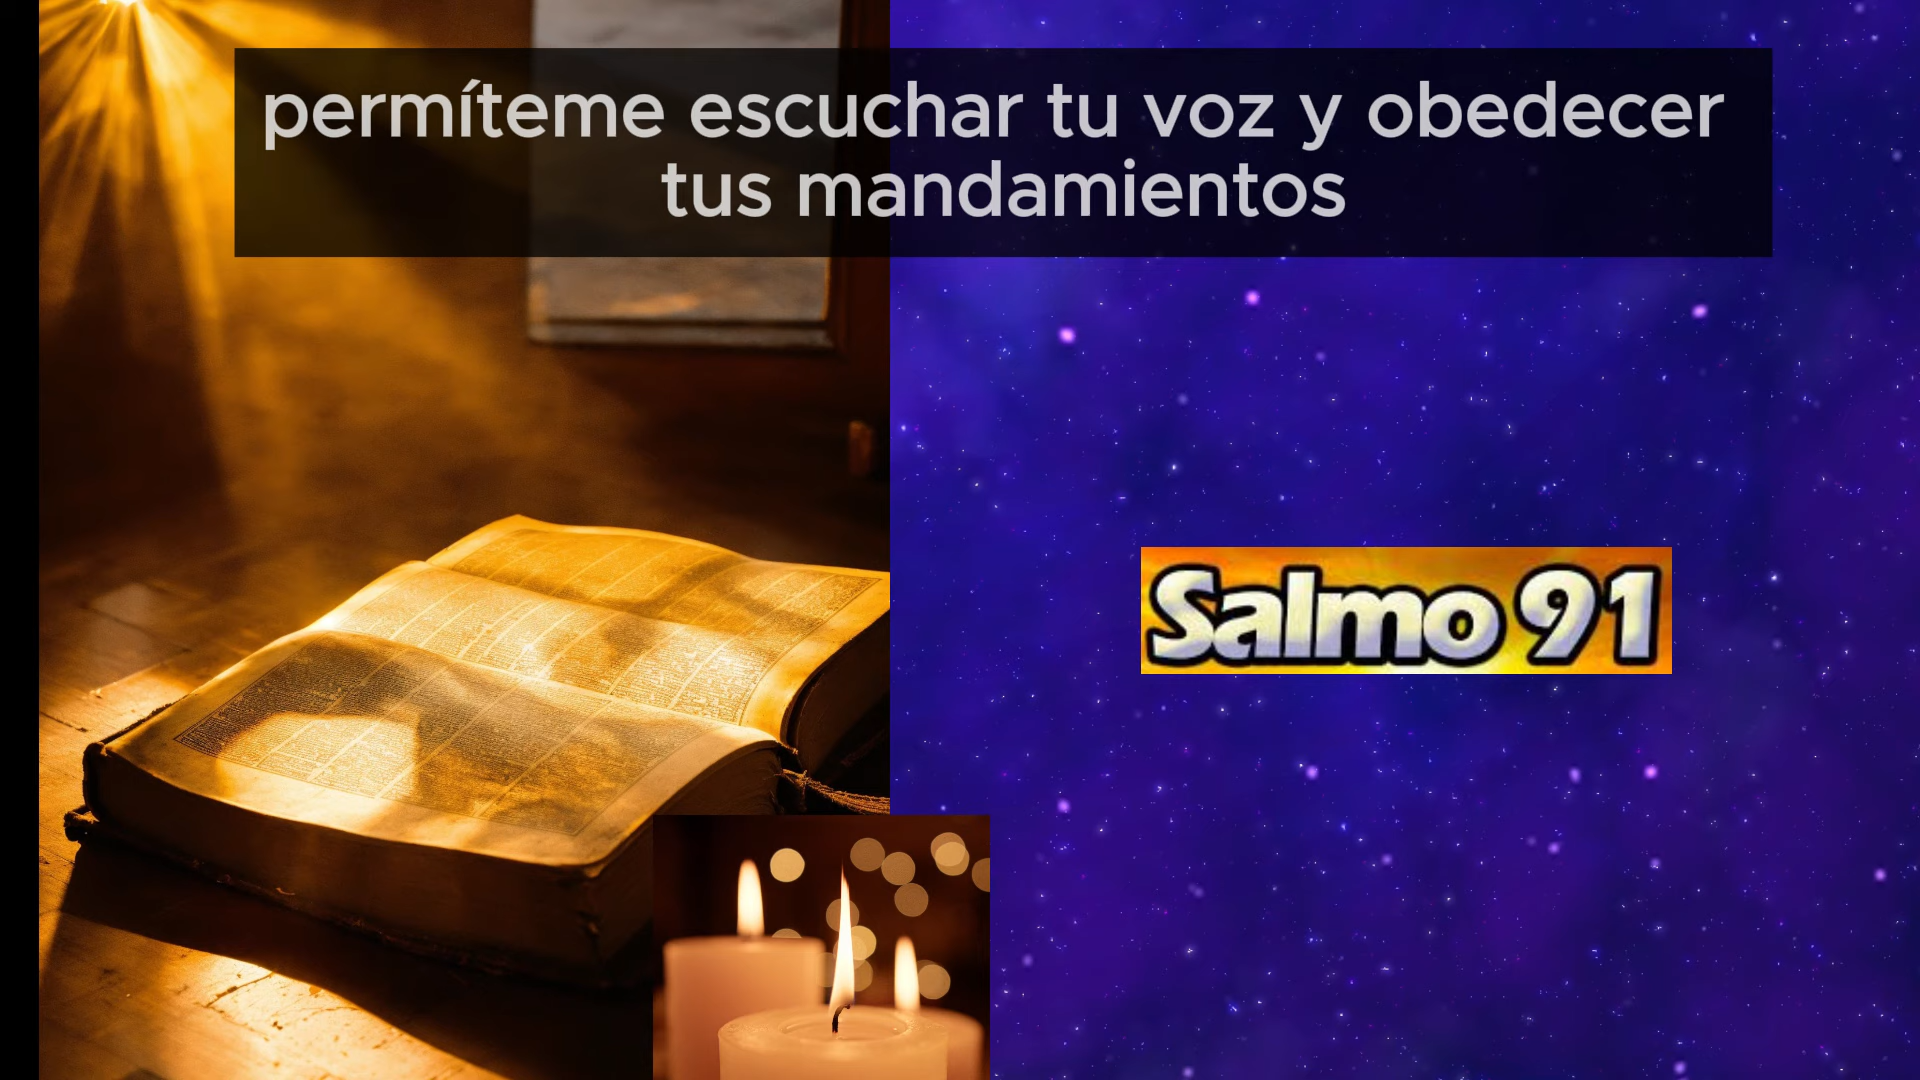 permíteme escuchar tu voz y obedecer
tus mandamientos
Salmo 91